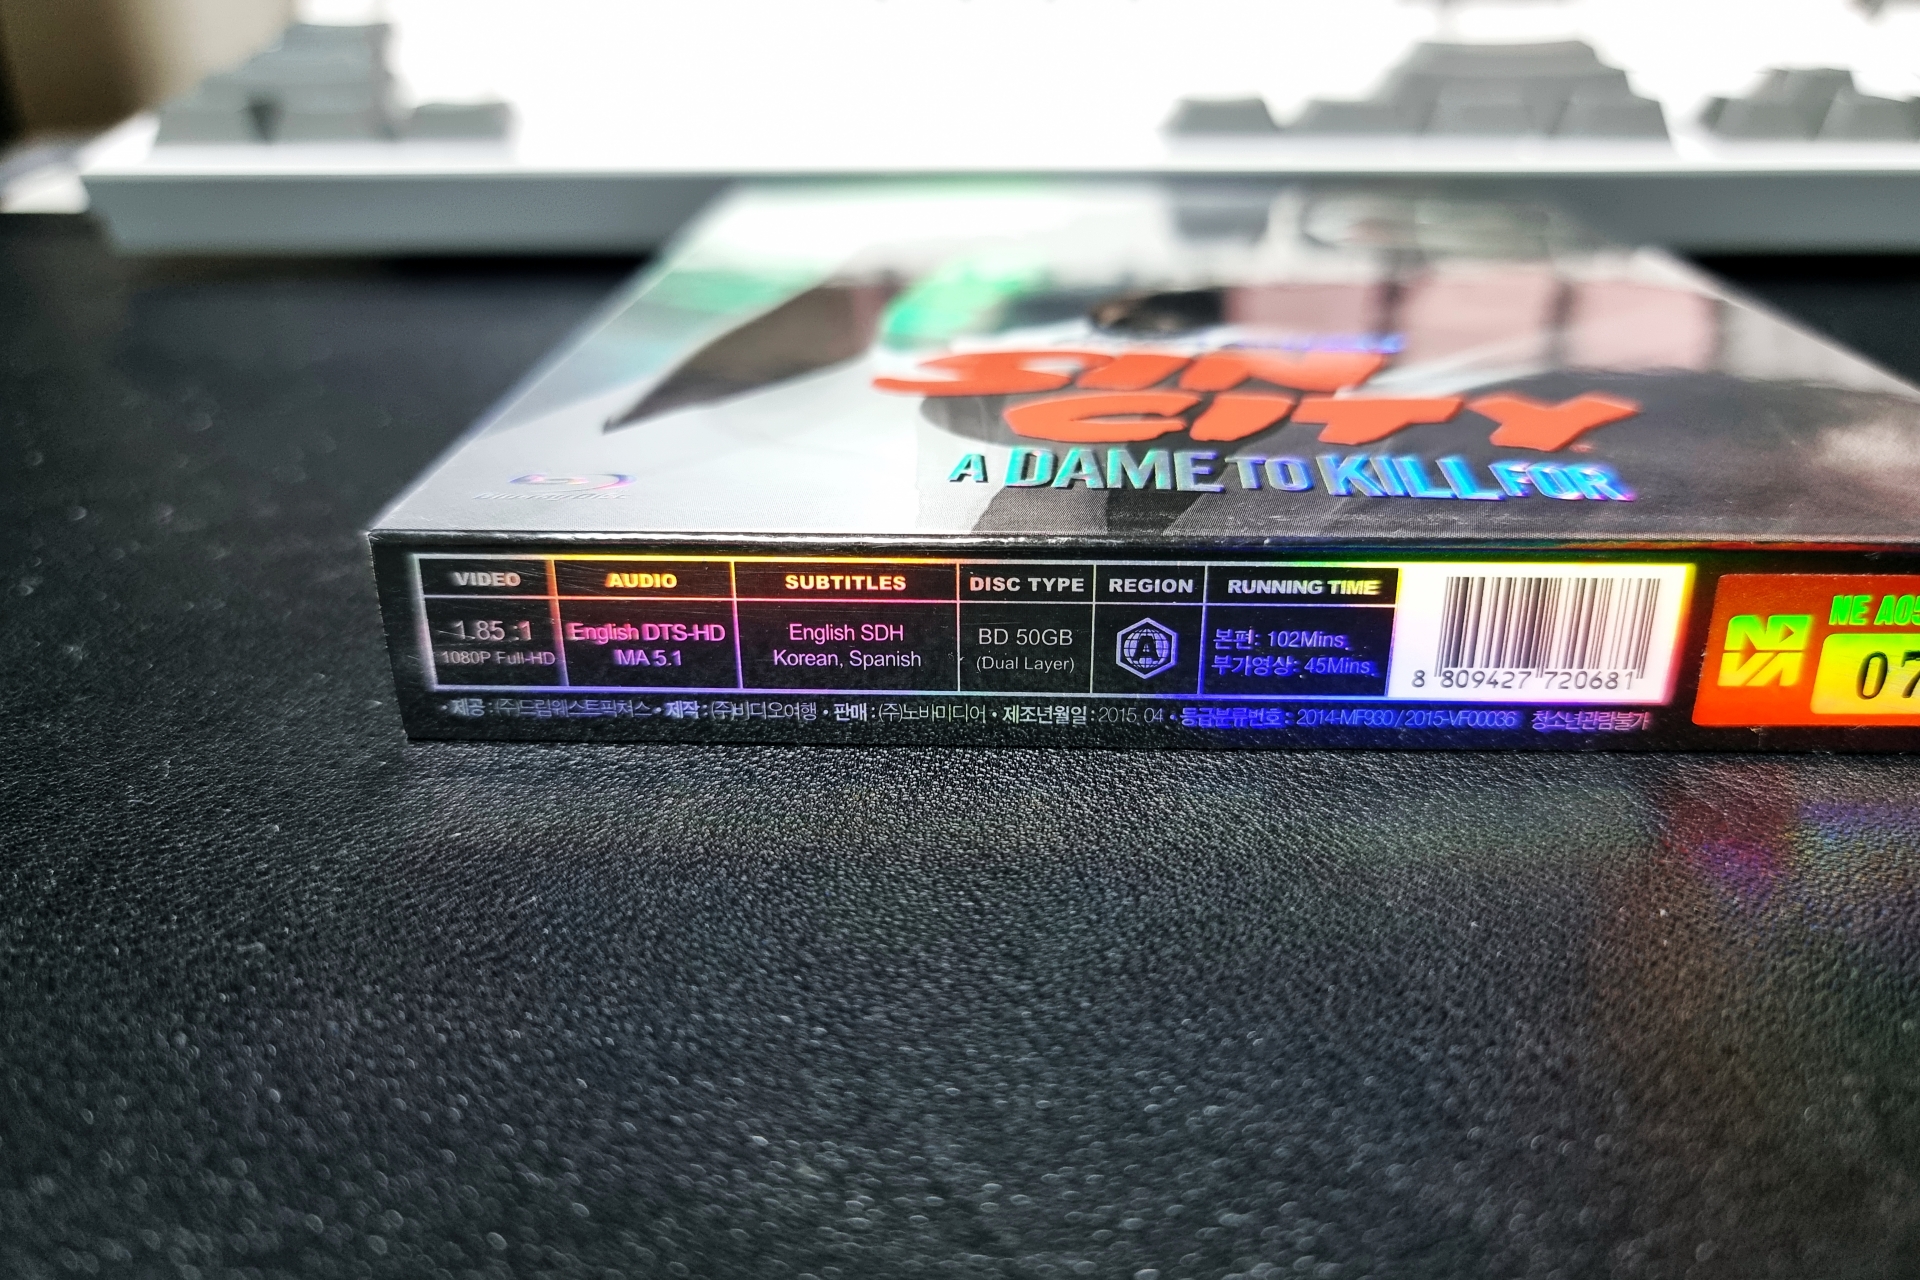 SIN
CITY
A DAME TO KILL FOR
VIDEO
1.85:1
1080P Full-HD
AUDIO
English DTS-HD
MA 5.1
SUBTITLES
English SDH
Korean, Spanish
DISC TYPE
BD 50GB
(Dual Layer)
REGION
A
RUNNING TIME
본편: 102Mins.
부가영상: 45Mins.
8 809427 720681
• 제공 : (주)드림웨스트픽쳐스 • 제작 : (주)비디오여행 • 판매 : (주)노바미디어 • 제조년월일 : 2015. 04 • 등급분류번호 : 2014-MF930 / 2015-VF00036 청소년관람불가
NOVA
NE A05
07